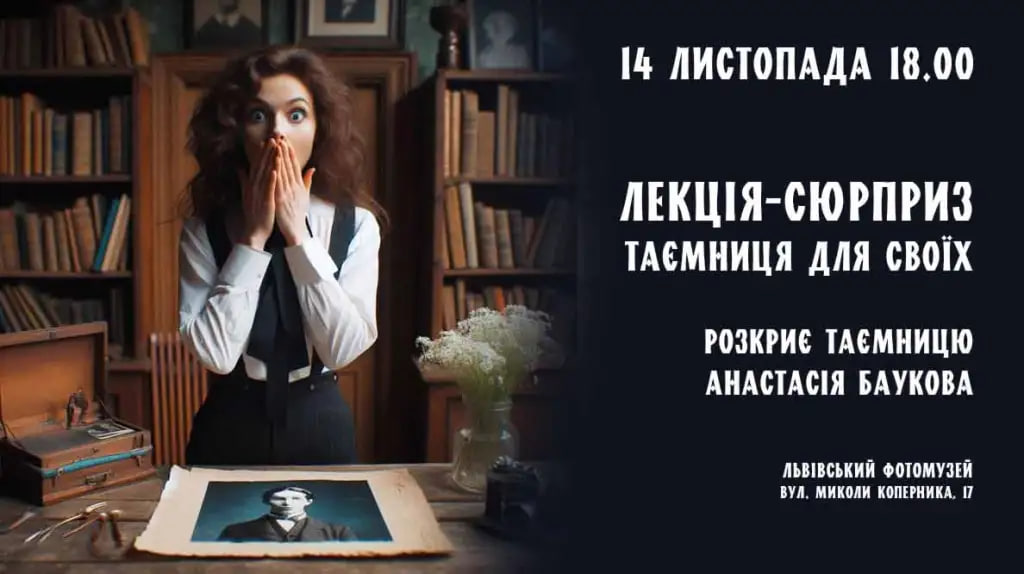 14 ЛИСТОПАДА 18.00
ЛЕКЦІЯ-СЮРПРИЗ
ТАЄМНИЦЯ ДЛЯ СВОЇХ
РОЗКРИЄ ТАЄМНИЦЮ
АНАСТАСІЯ БАУКОВА
ЛЬВІВСЬКИЙ ФОТОМУЗЕЙ
ВУЛ. МИКОЛИ КОПЕРНИКА, 17